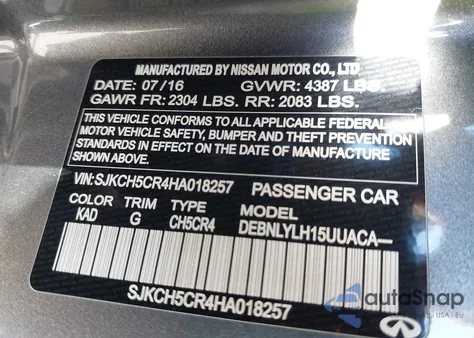 MANUFACTURED BY NISSAN MOTOR CO., LTD
DATE: 07/16 GVWR: 4387 LBS.
GAWR FR: 2304 LBS. RR: 2083 LBS.
THIS VEHICLE CONFORMS TO ALL APPLICABLE FEDERAL
MOTOR VEHICLE SAFETY, BUMPER AND THEFT PREVENTION
STANDARDS IN EFFECT ON THE DATE OF MANUFACTURE
SHOWN ABOVE.
VIN:SJKCH5CR4HA018257 PASSENGER CAR
COLOR TRIM TYPE MODEL
KAD G CH5CR4 DEBNLYLH15UUACA—
SJKCH5CR4HA018257
autoSnap
USA | EU